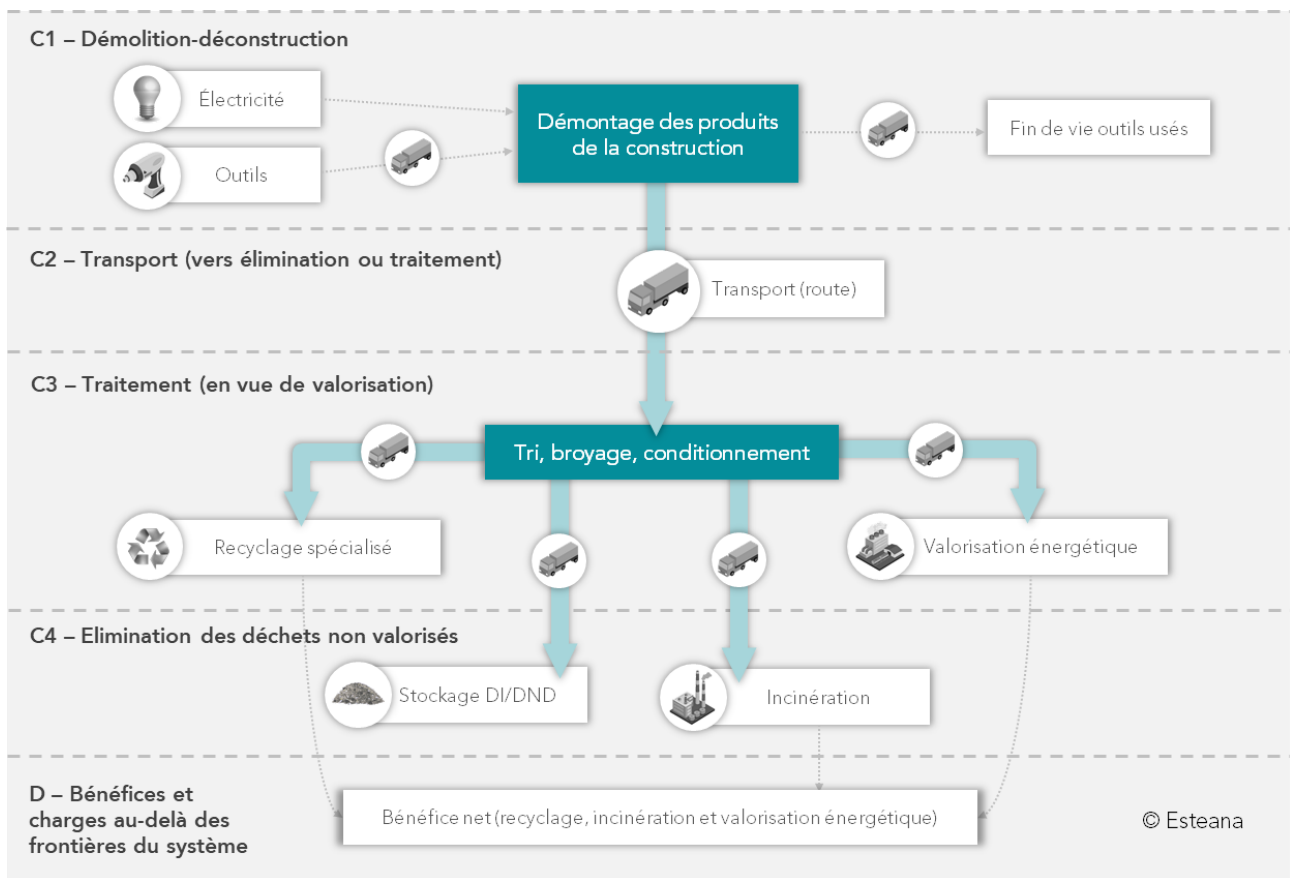 C1 – Démolition-déconstruction
Électricité
Outils
Démontage des produits
de la construction
Fin de vie outils usés
C2 – Transport (vers élimination ou traitement)
Transport (route)
C3 – Traitement (en vue de valorisation)
Tri, broyage, conditionnement
Recyclage spécialisé
Valorisation énergétique
C4 – Elimination des déchets non valorisés
Stockage DI/DND
Incinération
D – Bénéfices et
charges au-delà des
frontières du système
Bénéfice net (recyclage, incinération et valorisation énergétique)
© Esteana